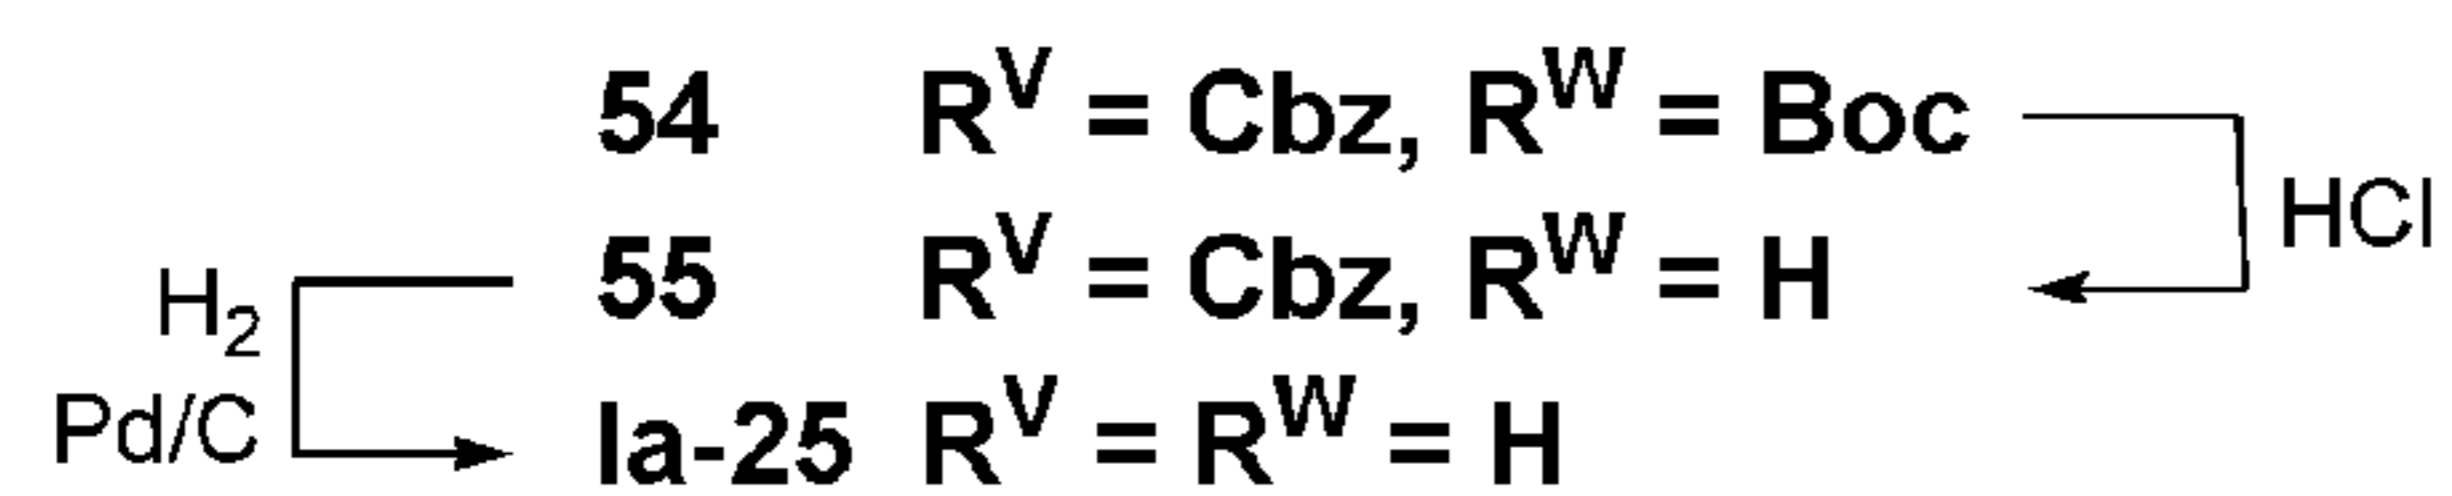 54 R^V = Cbz, R^W = Boc
HCl
55 R^V = Cbz, R^W = H
H₂
Pd/C
Ia-25 R^V = R^W = H